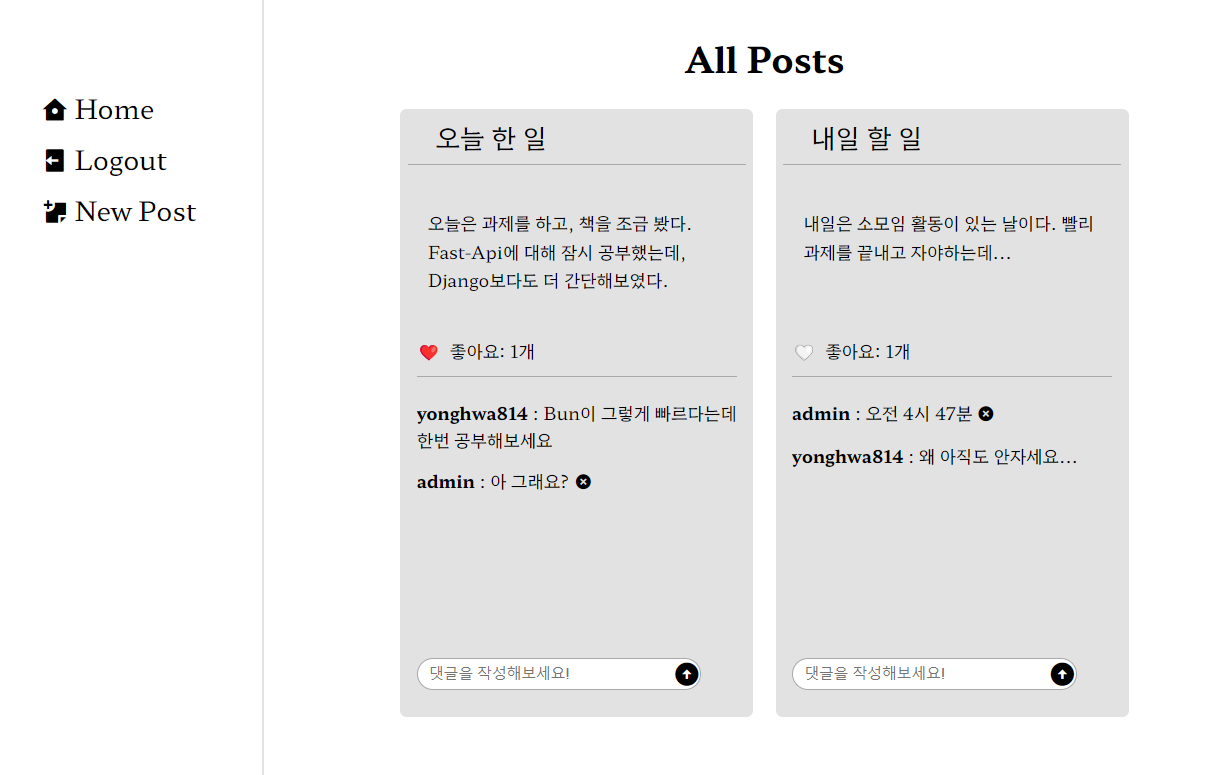 Home
Logout
New Post
All Posts
오늘 한 일
오늘은 과제를 하고, 책을 조금 봤다.
Fast-Api에 대해 잠시 공부했는데,
Django보다도 더 간단해보였다.
좋아요: 1개
yonghwa814 : Bun이 그렇게 빠르다는데
한번 공부해보세요
admin : 아 그래요?
댓글을 작성해보세요!
내일 할 일
내일은 소모임 활동이 있는 날이다. 빨리
과제를 끝내고 자야하는데...
좋아요: 1개
admin : 오전 4시 47분
yonghwa814 : 왜 아직도 안자세요...
댓글을 작성해보세요!